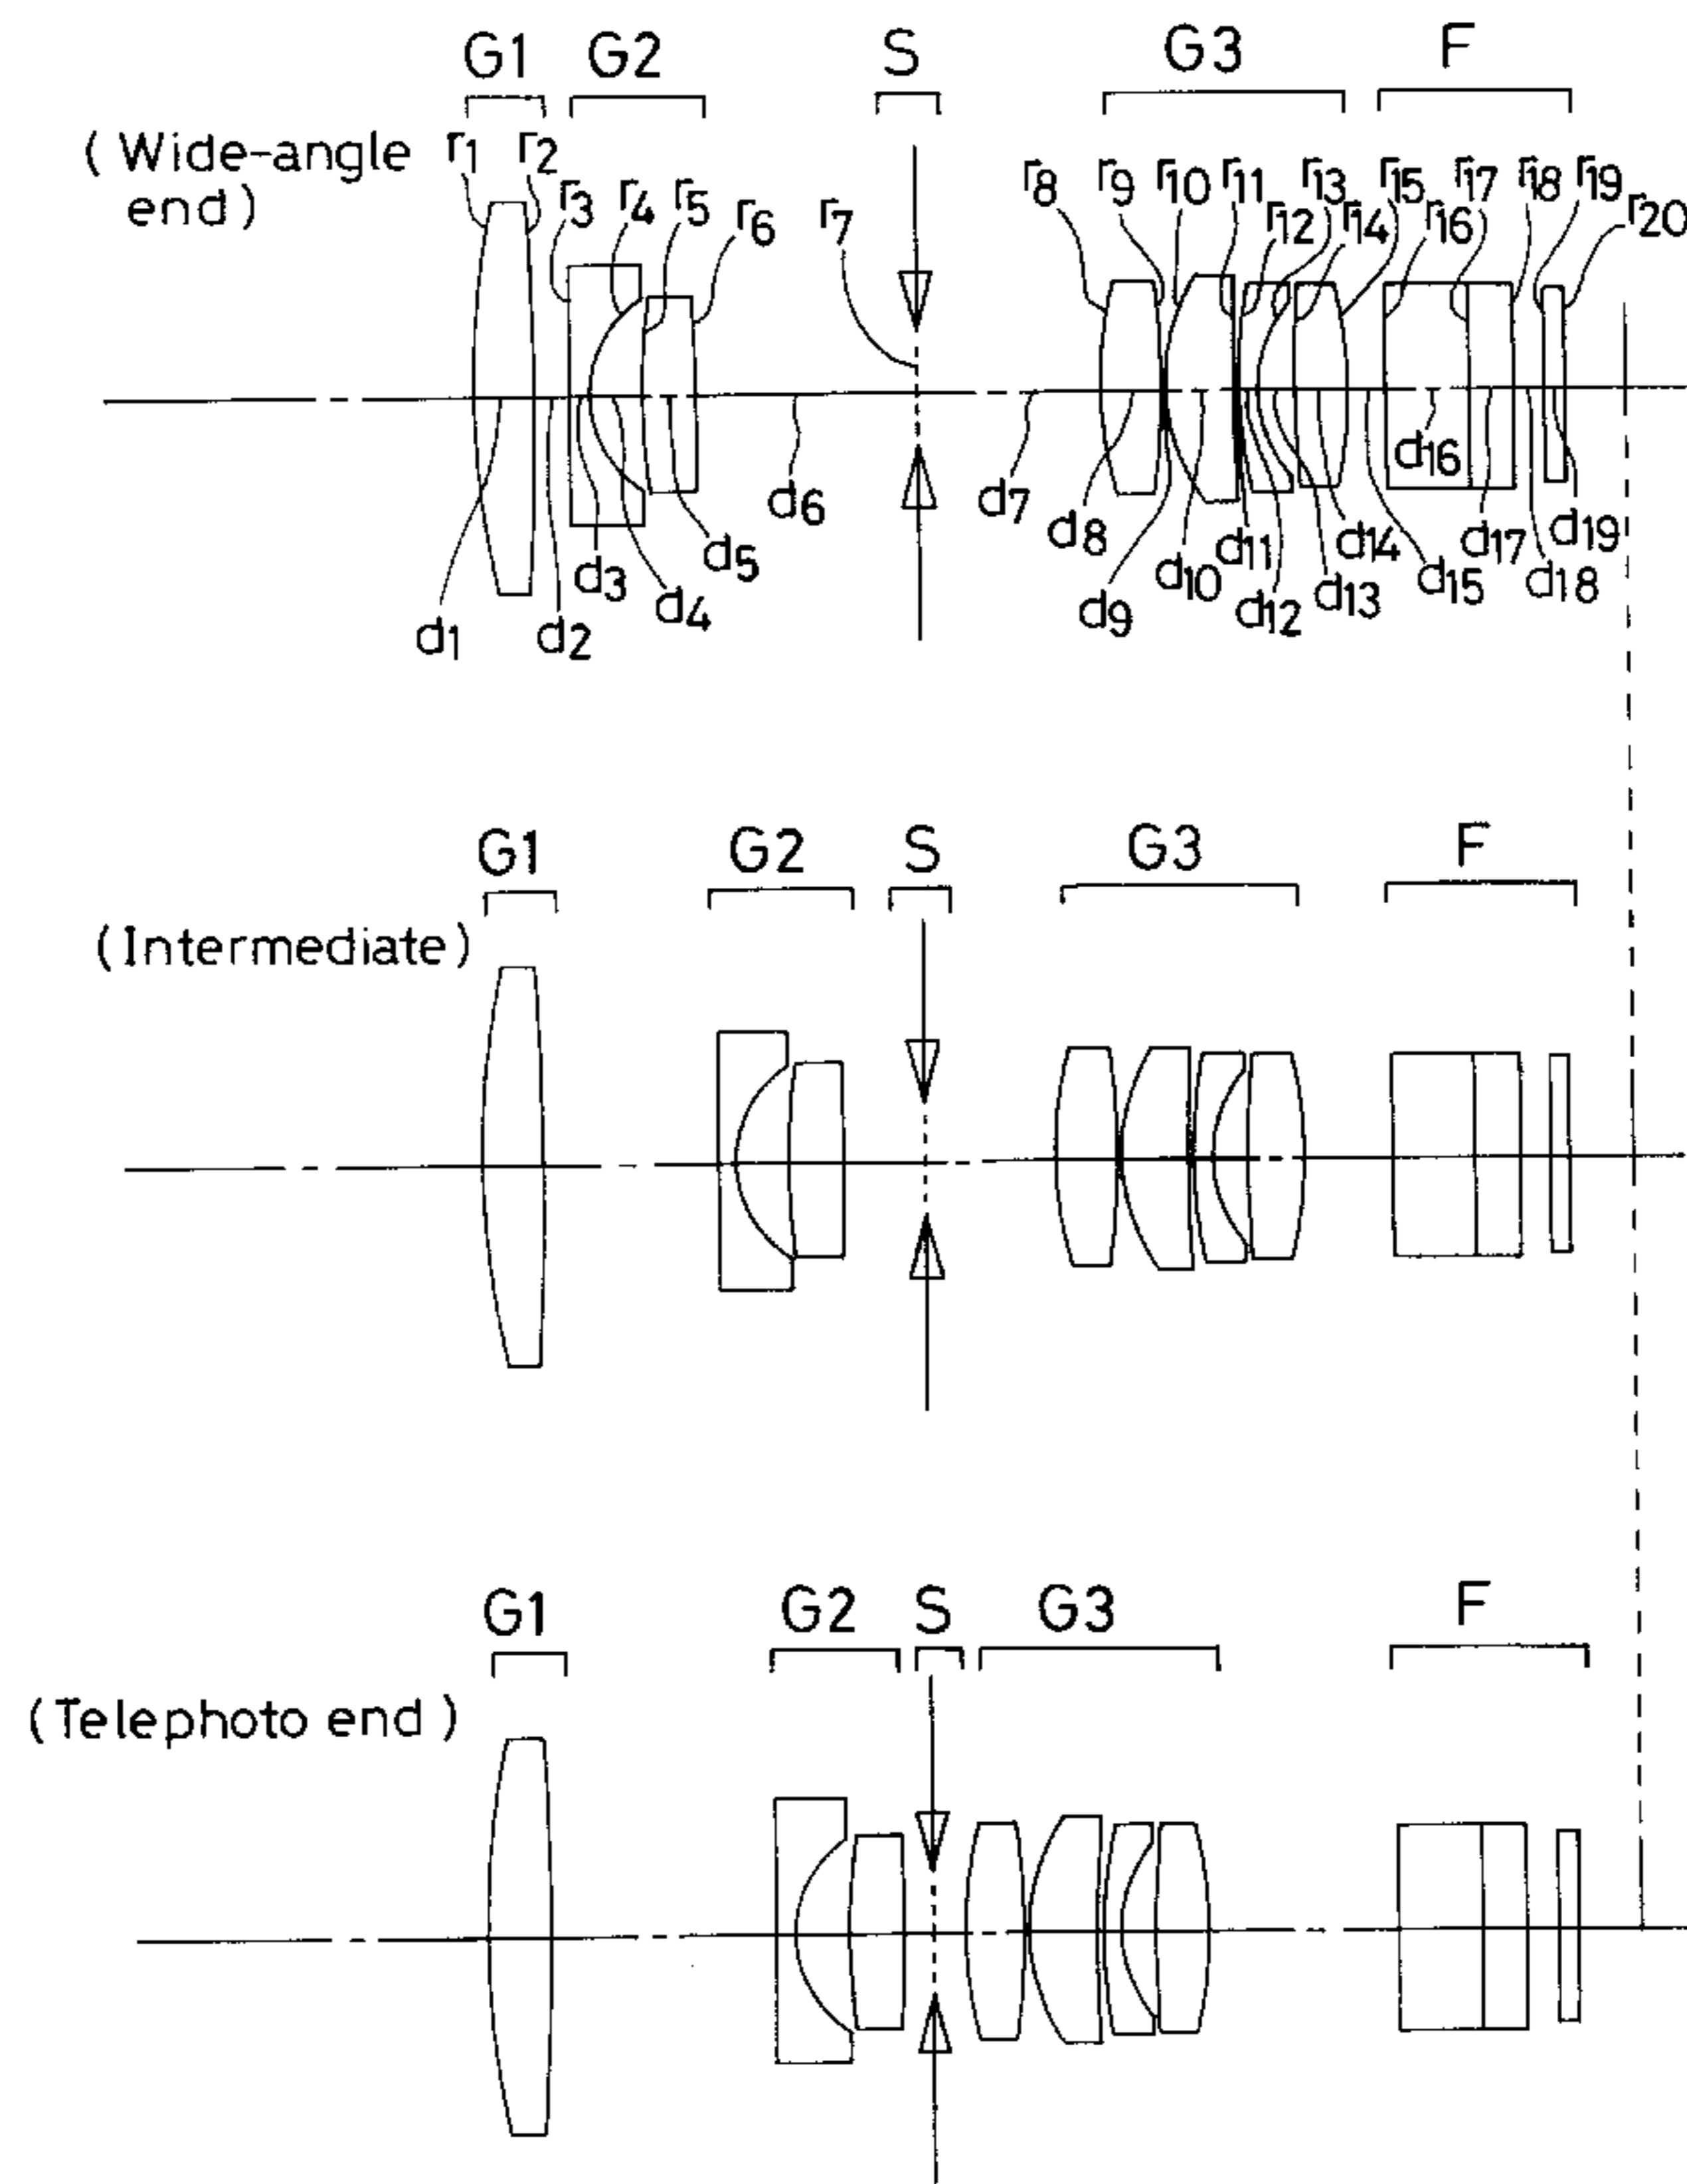 G1 G2 S G3 F
(Wide-angle end)
r1 r2 r3 r4 r5 r6 r7 r8 r9 r10 r11 r12 r13 r14 r15 r16 r17 r18 r19 r20
d1 d2 d3 d4 d5 d6 d7 d8 d9 d10 d11 d12 d13 d14 d15 d16 d17 d18 d19
G1 G2 S G3 F
(Intermediate)
G1 G2 S G3 F
(Telephoto end)